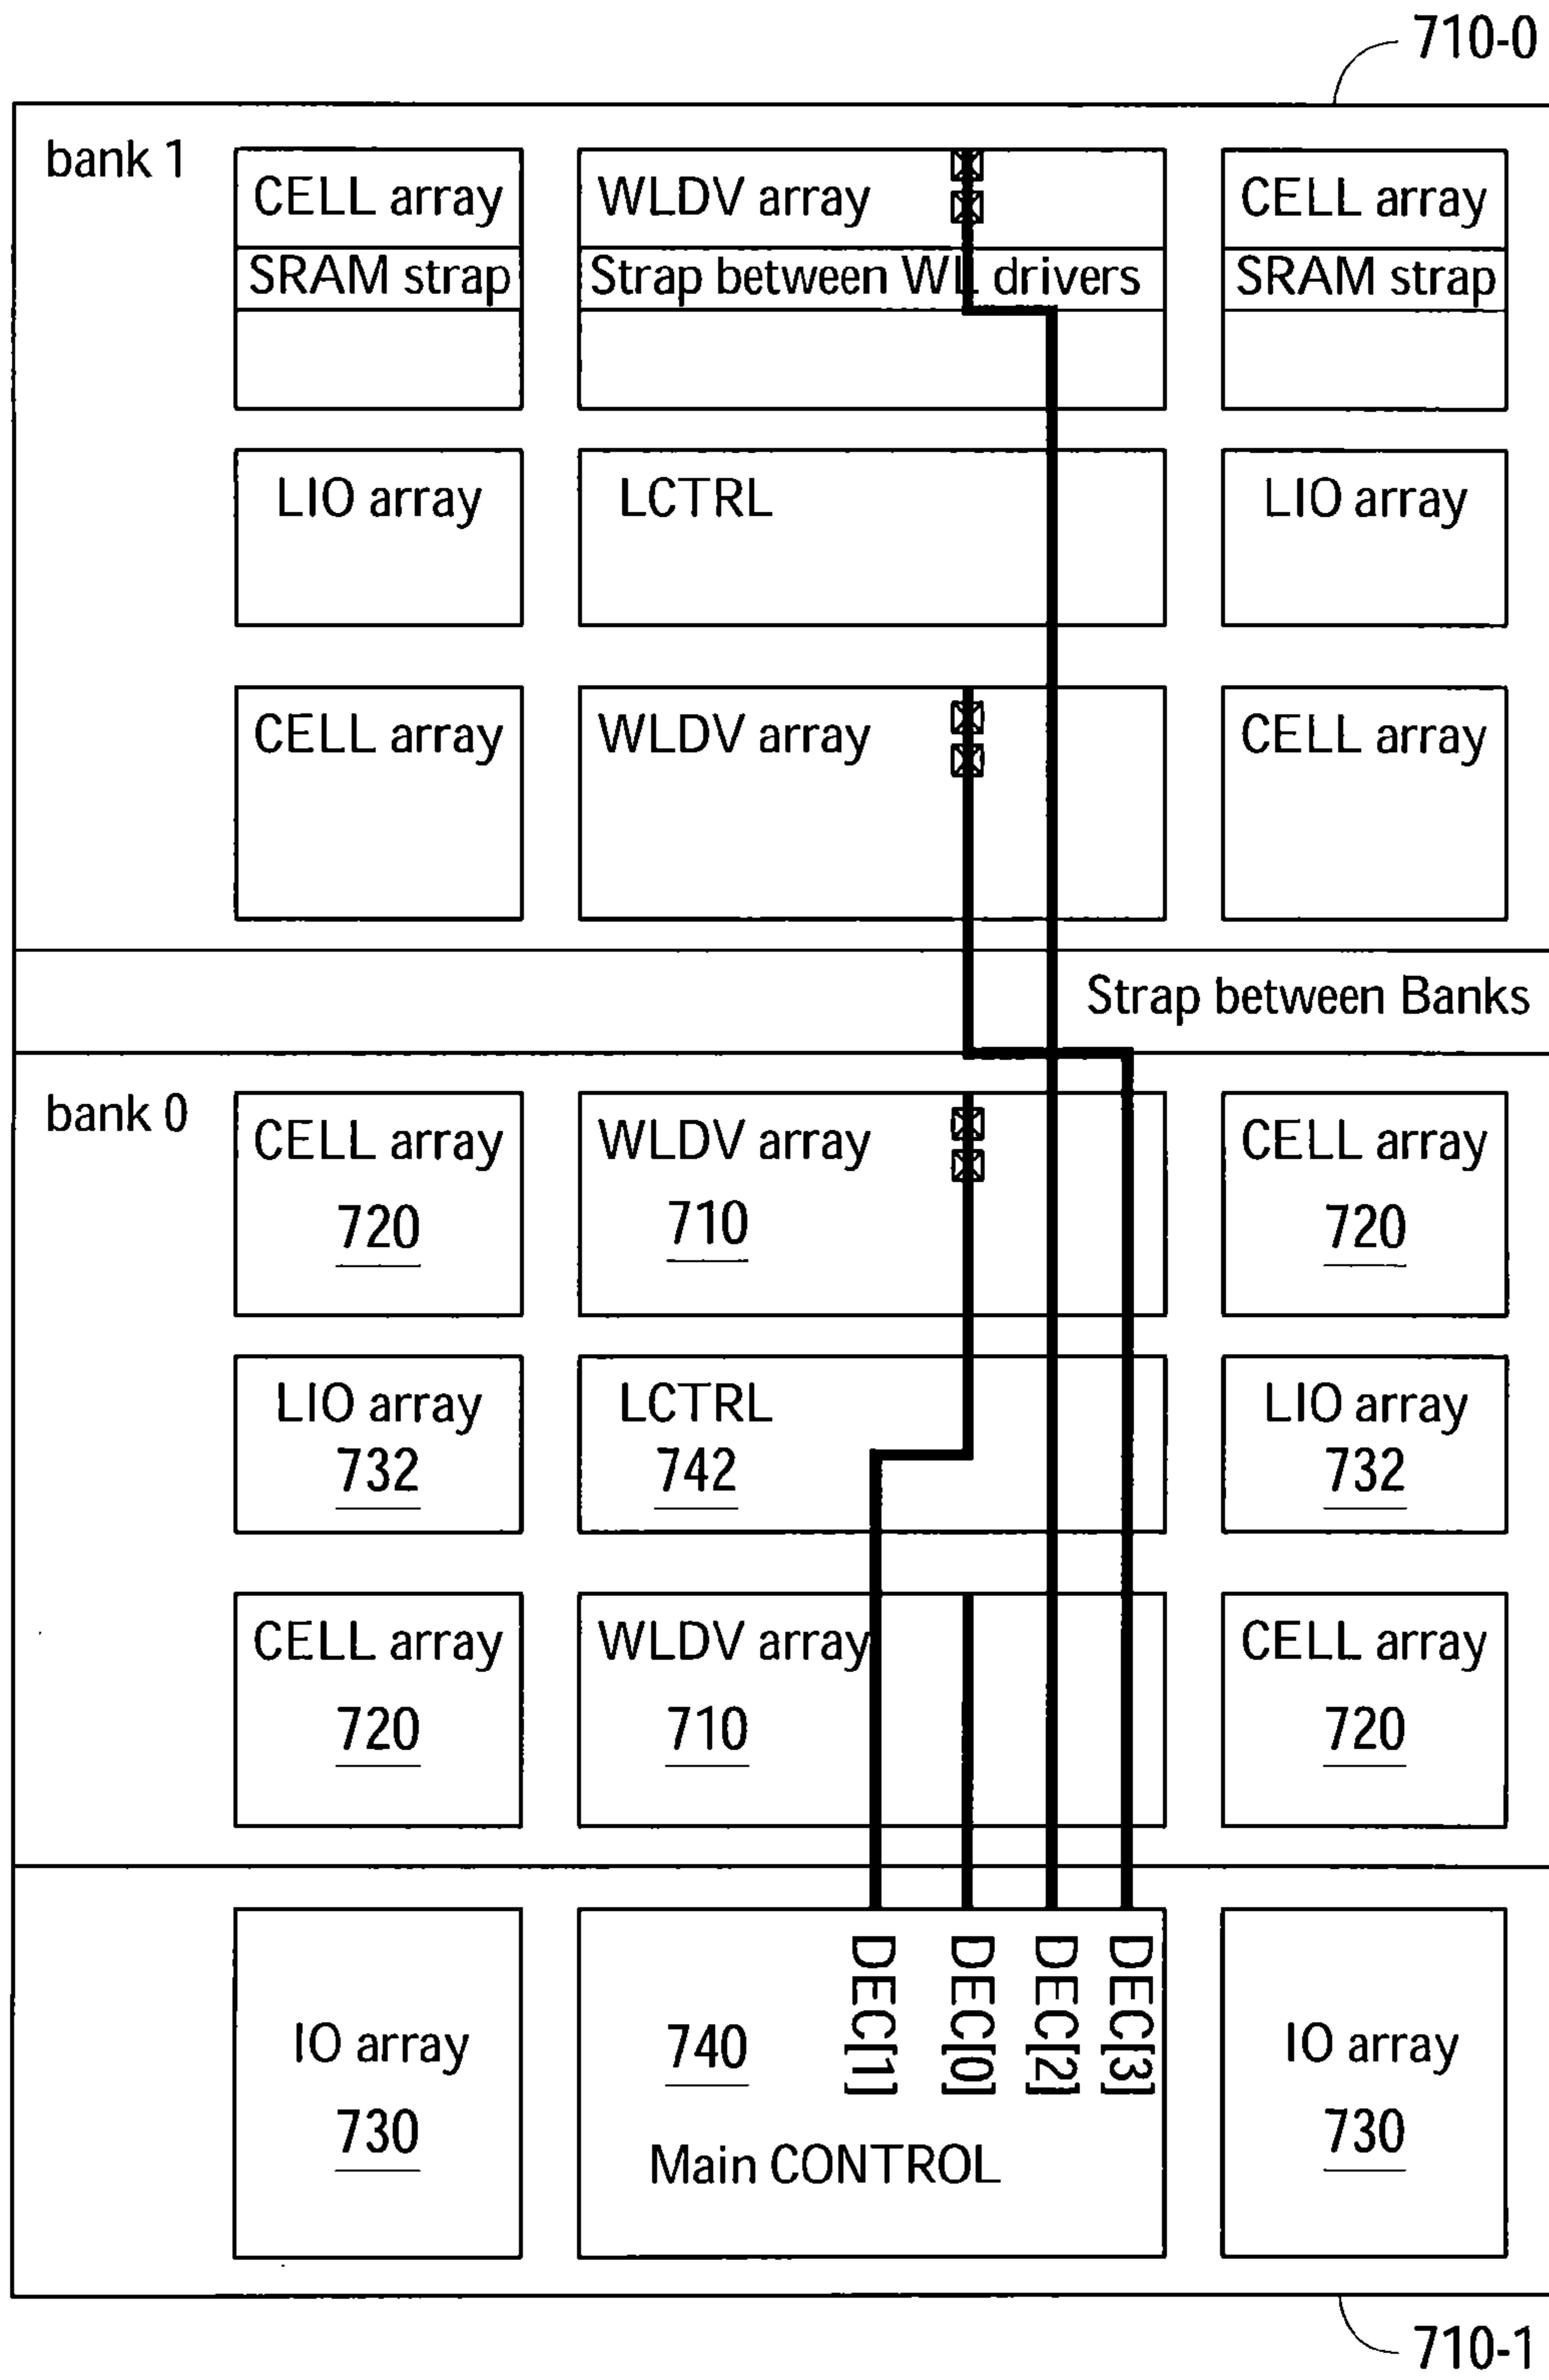 710-0
bank 1
CELL array
WLDV array
CELL array
SRAM strap
Strap between WL drivers
SRAM strap
LIO array
LCTRL
LIO array
CELL array
WLDV array
CELL array
Strap between Banks
bank 0
CELL array
WLDV array
CELL array
720
710
720
LIO array
LCTRL
LIO array
732
742
732
CELL array
WLDV array
CELL array
720
710
720
DEC[1]
DEC[0]
DEC[2]
DEC[3]
IO array
740
IO array
730
Main CONTROL
730
710-1